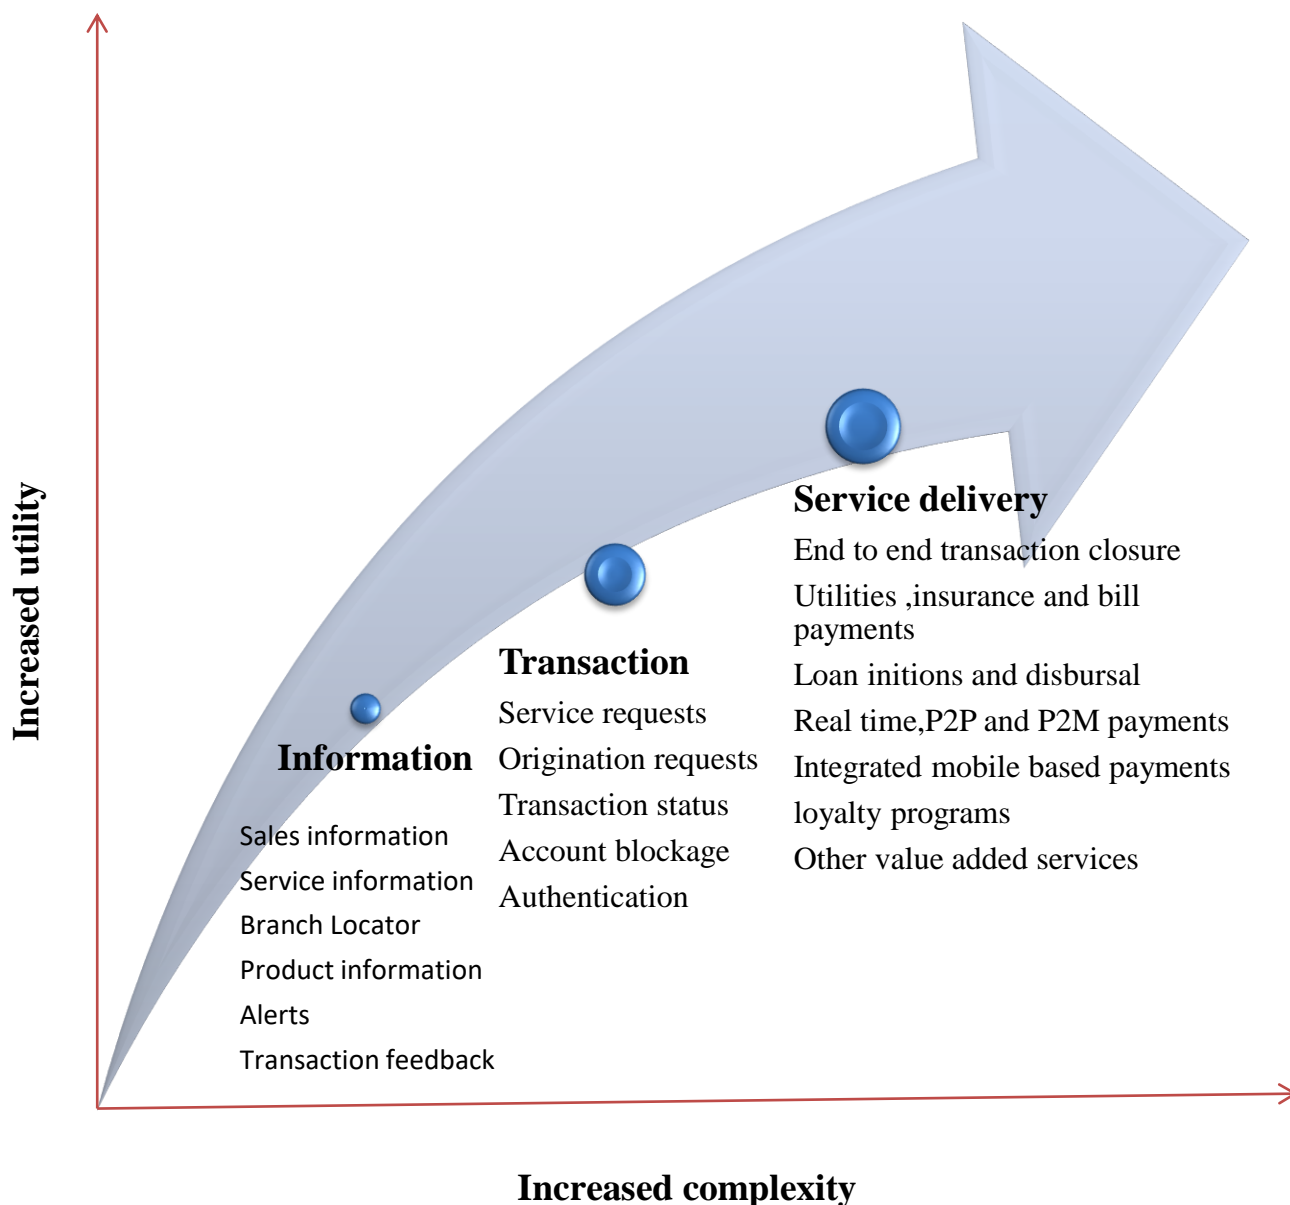 Increased utility
Information
Sales information
Service information
Branch Locator
Product information
Alerts
Transaction feedback
Transaction
Service requests
Origination requests
Transaction status
Account blockage
Authentication
Service delivery
End to end transaction closure
Utilities ,insurance and bill
payments
Loan initions and disbursal
Real time,P2P and P2M payments
Integrated mobile based payments
loyalty programs
Other value added services
Increased complexity